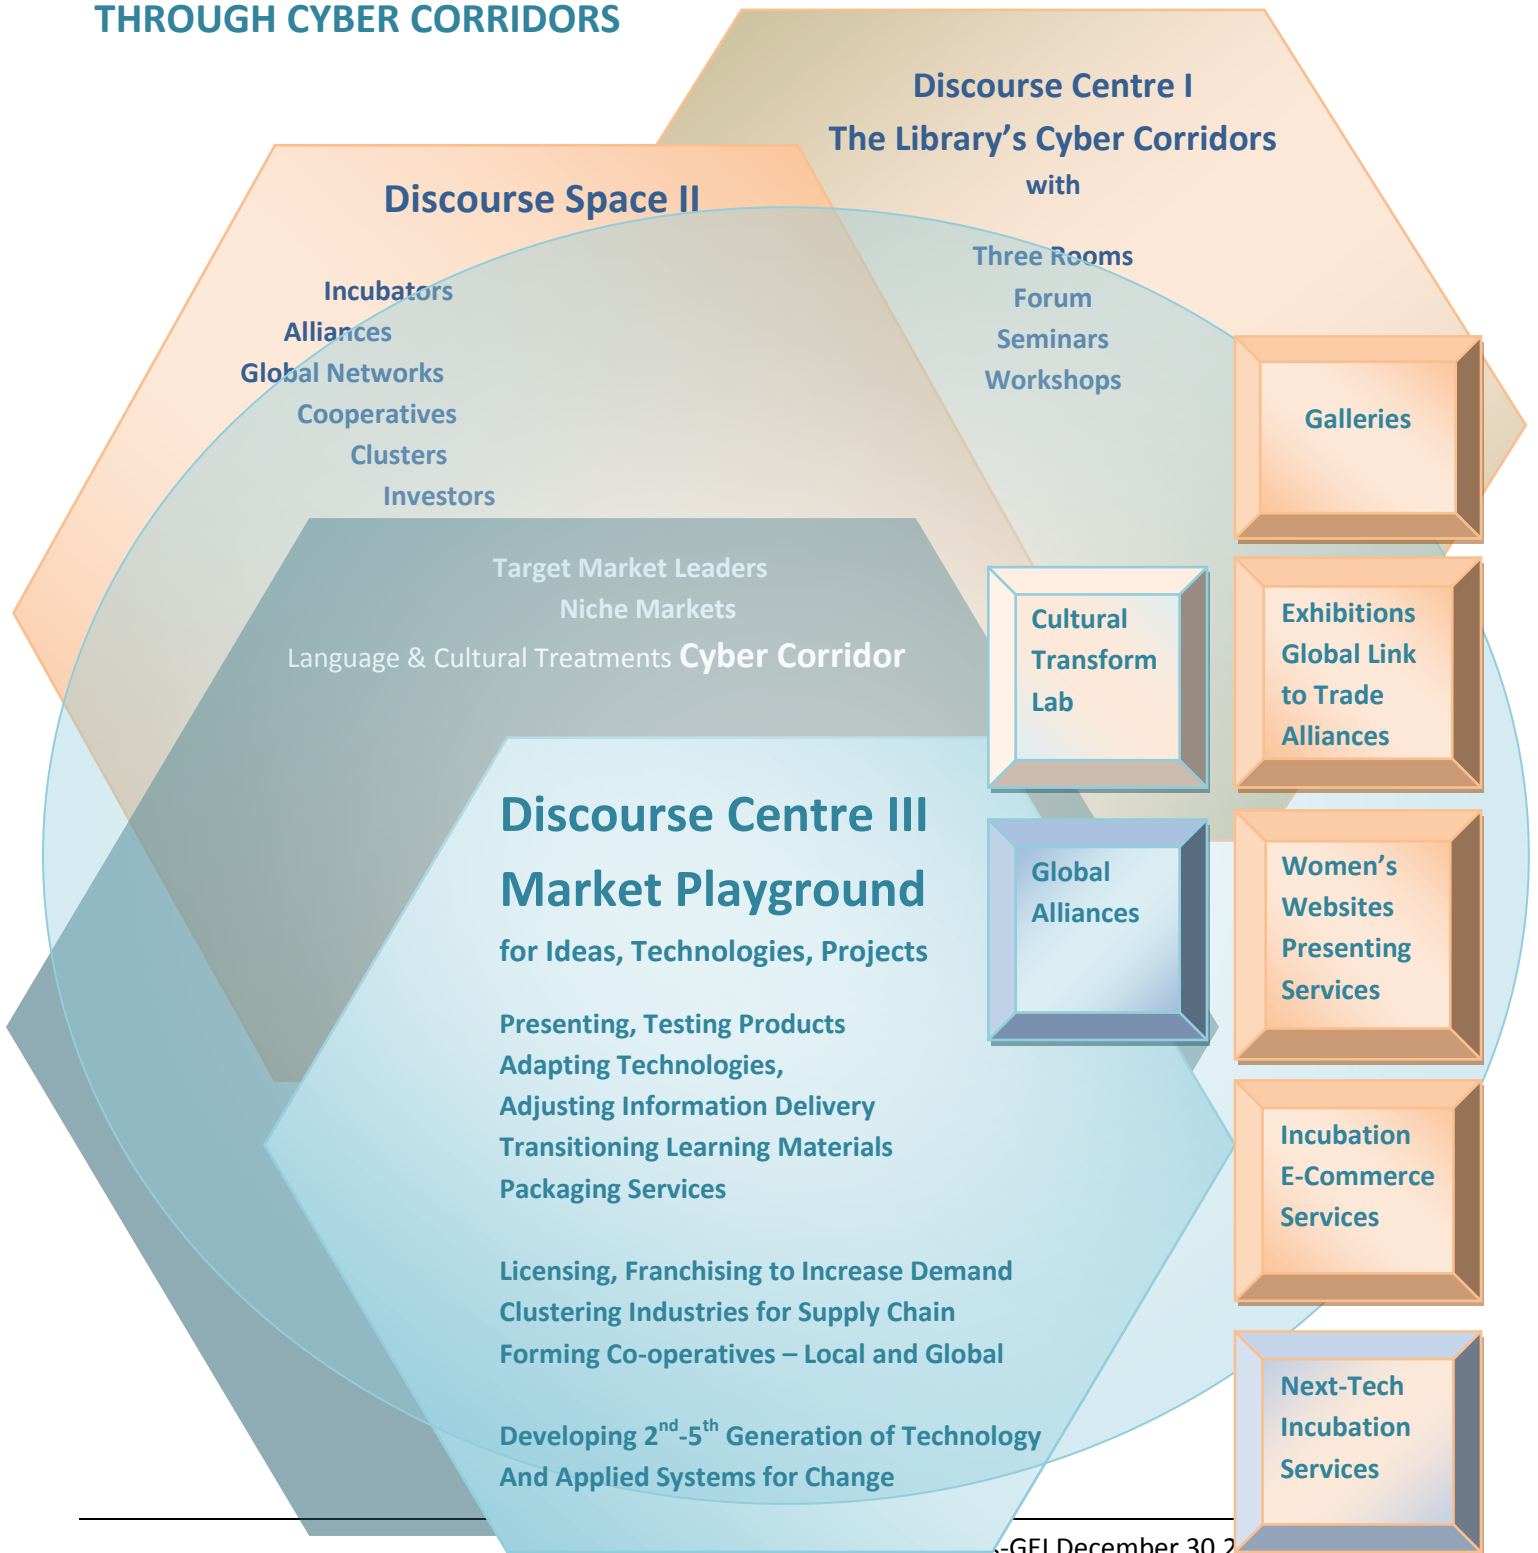 THROUGH CYBER CORRIDORS
Discourse Centre I
The Library’s Cyber Corridors
with
Three Rooms
Forum
Seminars
Workshops
Discourse Space II
Incubators
Alliances
Global Networks
Cooperatives
Clusters
Investors
Target Market Leaders
Niche Markets
Language & Cultural Treatments Cyber Corridor
Discourse Centre III
Market Playground
for Ideas, Technologies, Projects
Presenting, Testing Products
Adapting Technologies,
Adjusting Information Delivery
Transitioning Learning Materials
Packaging Services
Licensing, Franchising to Increase Demand
Clustering Industries for Supply Chain
Forming Co-operatives – Local and Global
Developing 2nd-5th Generation of Technology
And Applied Systems for Change
Cultural
Transform
Lab
Global
Alliances
Galleries
Exhibitions
Global Link
to Trade
Alliances
Women’s
Websites
Presenting
Services
Incubation
E-Commerce
Services
Next-Tech
Incubation
Services
December 30